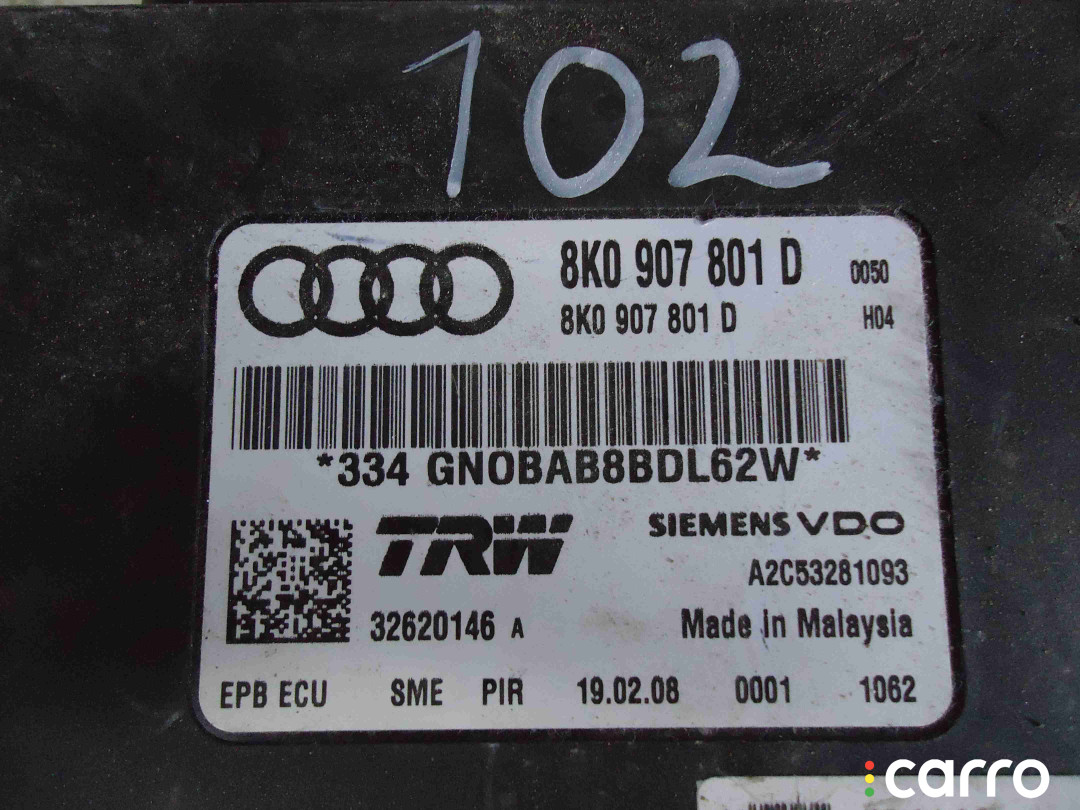 102
8K0 907 801 D 0050
8K0 907 801 D H04
*334 GN0BAB8BDL62W*
TRW SIEMENS VDO
A2C53281093
32620146 A Made in Malaysia
EPB ECU SME PIR 19.02.08 0001 1062
carro